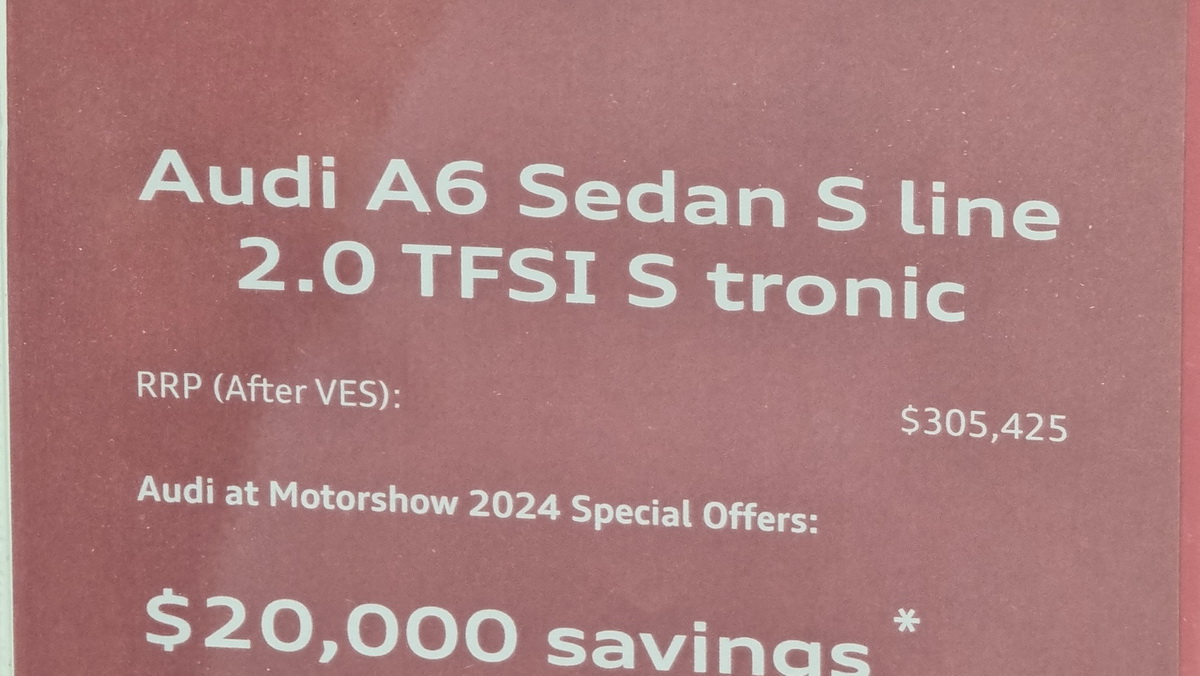 Audi A6 Sedan S line
2.0 TFSI S tronic
RRP (After VES):
$305,425
Audi at Motorshow 2024 Special Offers:
$20,000 savings *